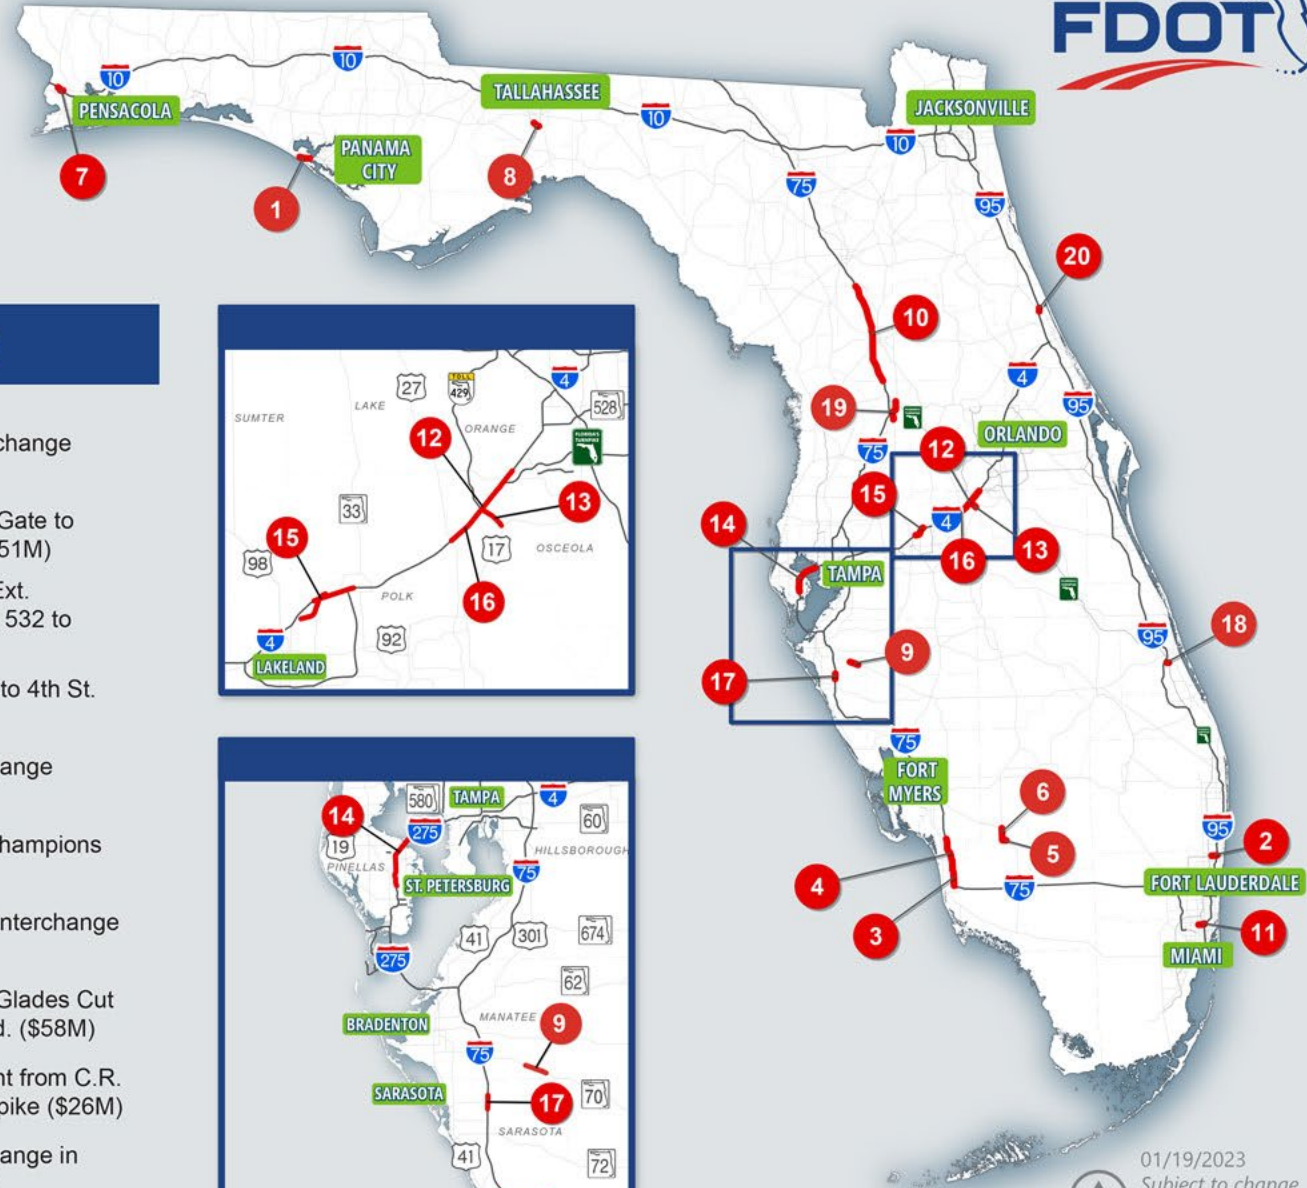 FDOT
10
10
TALLAHASSEE
PENSACOLA
10
JACKSONVILLE
10
PANAMA
CITY
7
8
75
1
95
20
10
4
19
95
ORLANDO
12
75
15
4
14
13
TAMPA
16
95
18
9
17
75
FORT
MYERS
6
95
2
5
4
75
FORT LAUDERDALE
3
11
MIAMI
change
Gate to
51M)
Ext.
532 to
to 4th St.
ange
hampions
nterchange
Glades Cut
d. ($58M)
nt from C.R.
pike ($26M)
ange in
27
TOLL
429
4
528
LAKE
SUMTER
ORANGE
12
FLORIDA'S
TURNPIKE
13
33
15
17
OSCEOLA
98
16
POLK
4
92
LAKELAND
580
TAMPA
4
14
275
60
19
HILLSBOROUGH
PINELLAS
75
ST. PETERSBURG
41
301
674
275
62
MANATEE
9
BRADENTON
75
SARASOTA
70
17
SARASOTA
41
72
01/19/2023
Subject to change